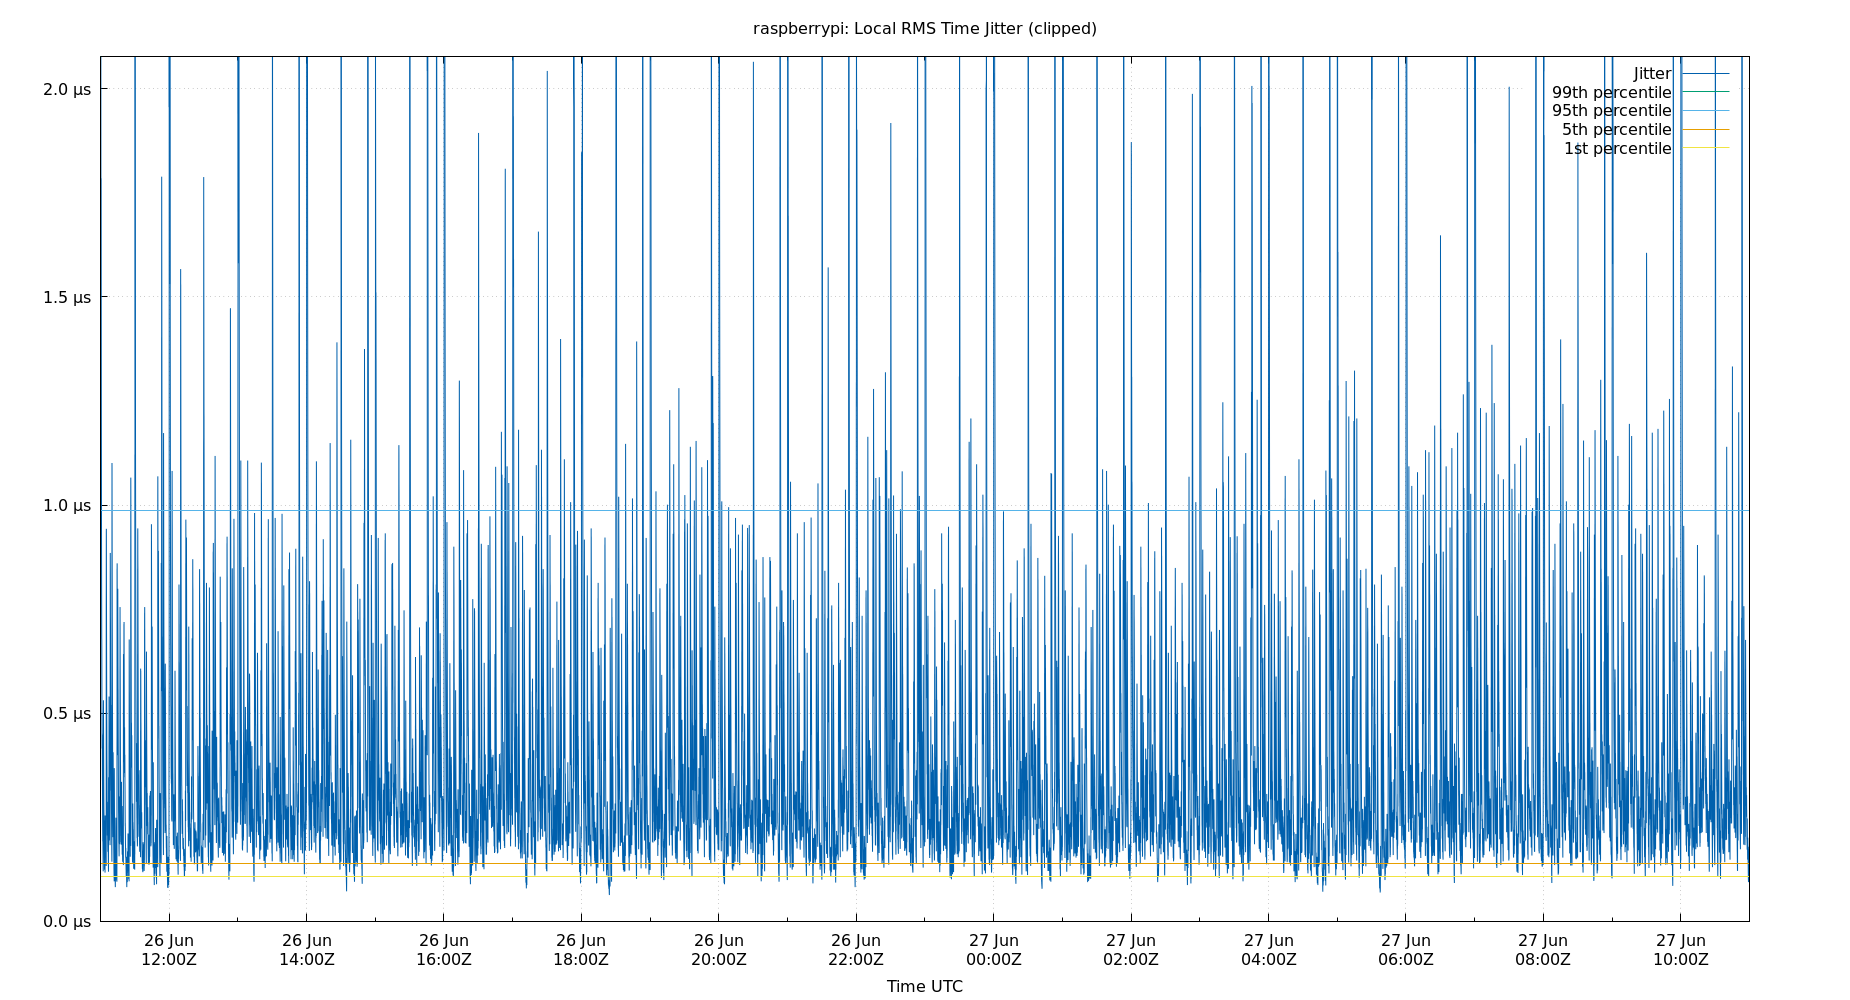 raspberrypi: Local RMS Time Jitter (clipped)
2.0 µs
1.5 µs
1.0 µs
0.5 µs
0.0 µs
Jitter
99th percentile
95th percentile
5th percentile
1st percentile
26 Jun 26 Jun 26 Jun 26 Jun 26 Jun 26 Jun 27 Jun 27 Jun 27 Jun 27 Jun 27 Jun 27 Jun
12:00Z 14:00Z 16:00Z 18:00Z 20:00Z 22:00Z 00:00Z 02:00Z 04:00Z 06:00Z 08:00Z 10:00Z
Time UTC